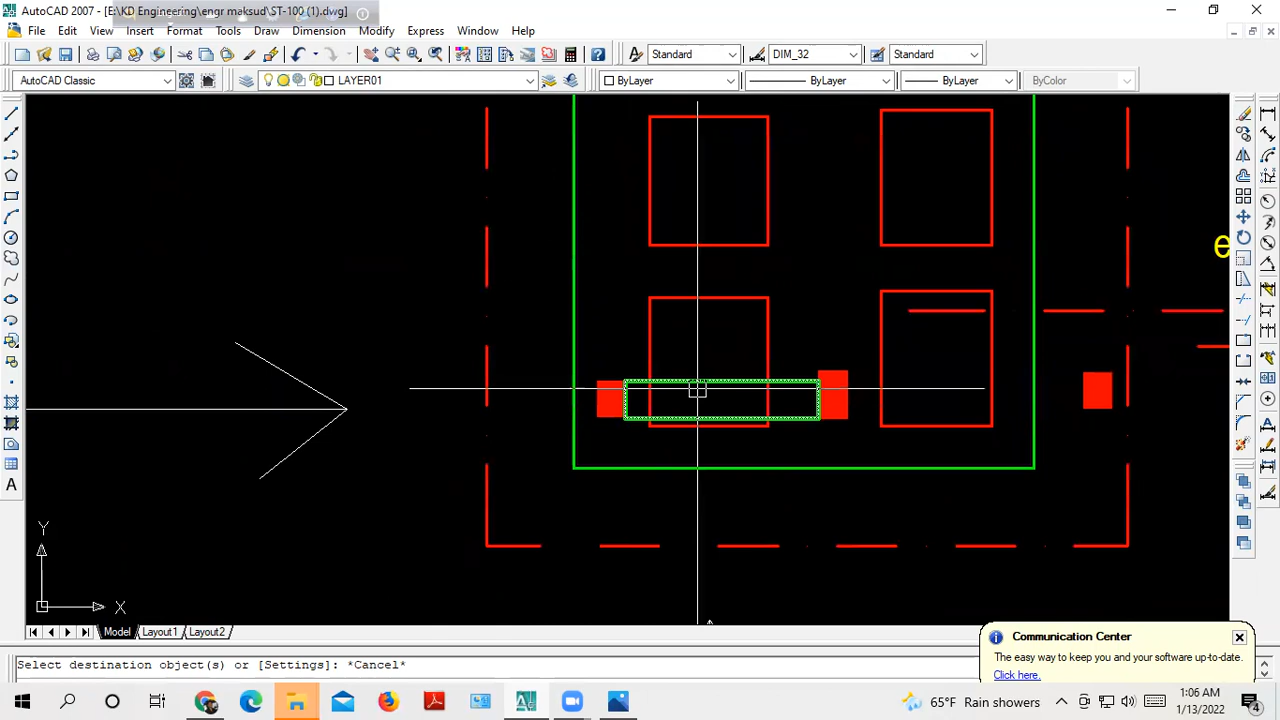 AutoCAD 2007 - [E:\KD Engineering\engr maksud\ST-100 (1).dwg]
File Edit View Insert Format Tools Draw Dimension Modify Express Window Help
Standard DIM_32 Standard
AutoCAD Classic LAYER01 ByLayer ByLayer ByLayer ByColor
e
A
A
Y
X
Model Layout1 Layout2
Communication Center
The easy way to keep you and your software up-to-date.
Click here.
Select destination object(s) or [Settings]: *Cancel*
65°F Rain showers
1:06 AM
1/13/2022
4